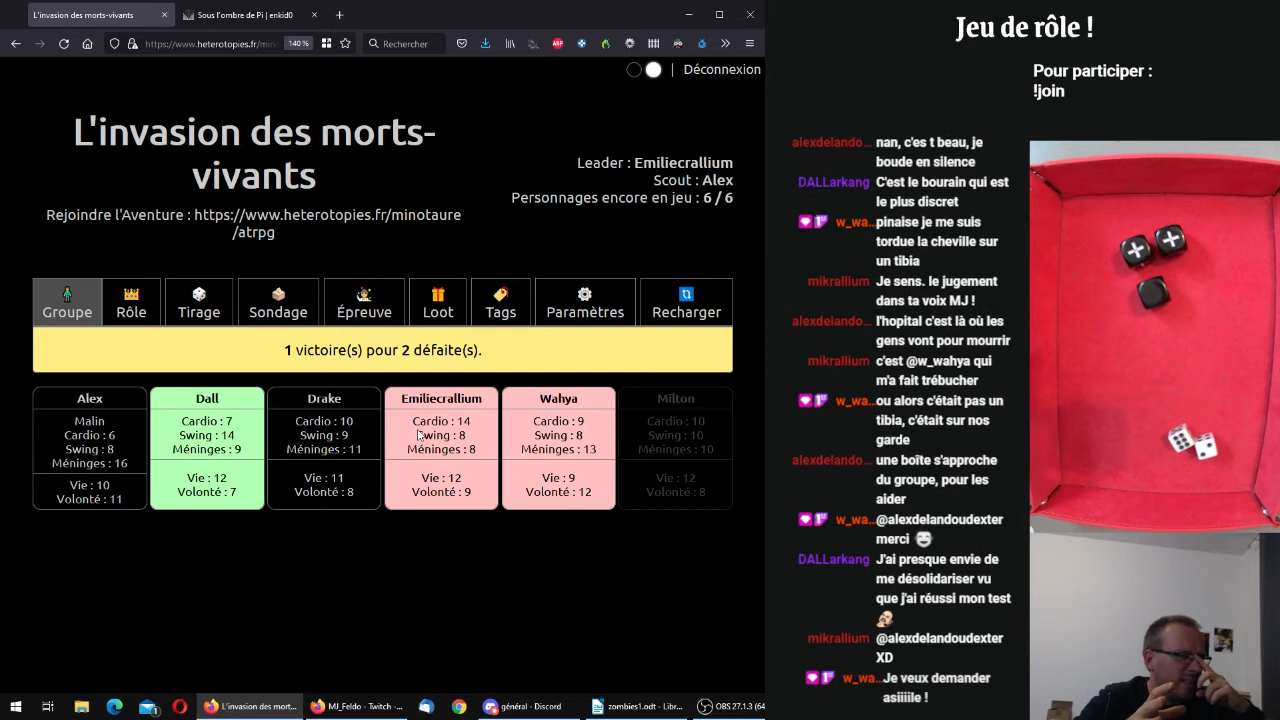 L'invasion des morts-vivants
Sous l'ombre de Pi | enkid0
https://www.heterotopies.fr/min
140 %
Rechercher
ABP
Déconnexion
L'invasion des morts-
vivants
Rejoindre l'Aventure : https://www.heterotopies.fr/minotaure
/atrpg
Leader : Emiliecrallium
Scout : Alex
Personnages encore en jeu : 6 / 6
Groupe
Rôle
Tirage
Sondage
Épreuve
Loot
Tags
Paramètres
Recharger
1 victoire(s) pour 2 défaite(s).
Alex
Malin
Cardio : 6
Swing : 8
Méninges : 16
Vie : 10
Volonté : 11
Dall
Cardio : 7
Swing : 14
Méninges : 9
Vie : 12
Volonté : 7
Drake
Cardio : 10
Swing : 9
Méninges : 11
Vie : 11
Volonté : 8
Emiliecrallium
Cardio : 14
Swing : 8
Méninges : 8
Vie : 12
Volonté : 9
Wahya
Cardio : 9
Swing : 8
Méninges : 13
Vie : 9
Volonté : 12
Milton
Cardio : 10
Swing : 10
Méninges : 10
Vie : 12
Volonté : 8
Jeu de rôle !
Pour participer :
!join
alexdelando... nan, c'es t beau, je
boude en silence
DALLarkang C'est le bourain qui est
le plus discret
w_wa... pinaise je me suis
tordue la cheville sur
un tibia
mikrallium Je sens. le jugement
dans ta voix MJ !
alexdelando... l'hopital c'est là où les
gens vont pour mourrir
mikrallium c'est @w_wahya qui
m'a fait trébucher
w_wa... ou alors c'était pas un
tibia, c'était sur nos
garde
alexdelando... une boîte s'approche
du groupe, pour les
aider
w_wa... @alexdelandoudexter
merci
DALLarkang J'ai presque envie de
me désolidariser vu
que j'ai réussi mon test
mikrallium @alexdelandoudexter
XD
w_wa... Je veux demander
asiiiile !
L'invasion des mort...
MJ_Feldo - Twitch - ...
général - Discord
zombies1.odt - Libr...
OBS 27.1.3 (64